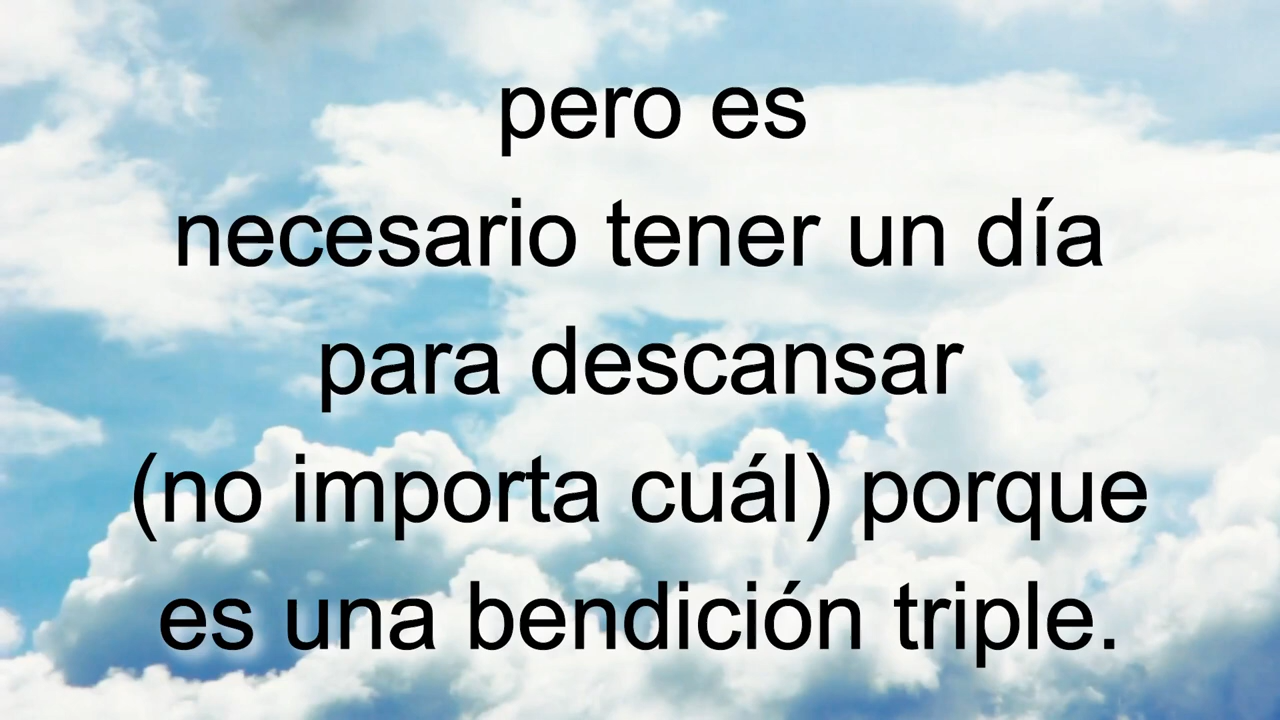 pero es
necesario tener un día
para descansar
(no importa cuál) porque
es una bendición triple.